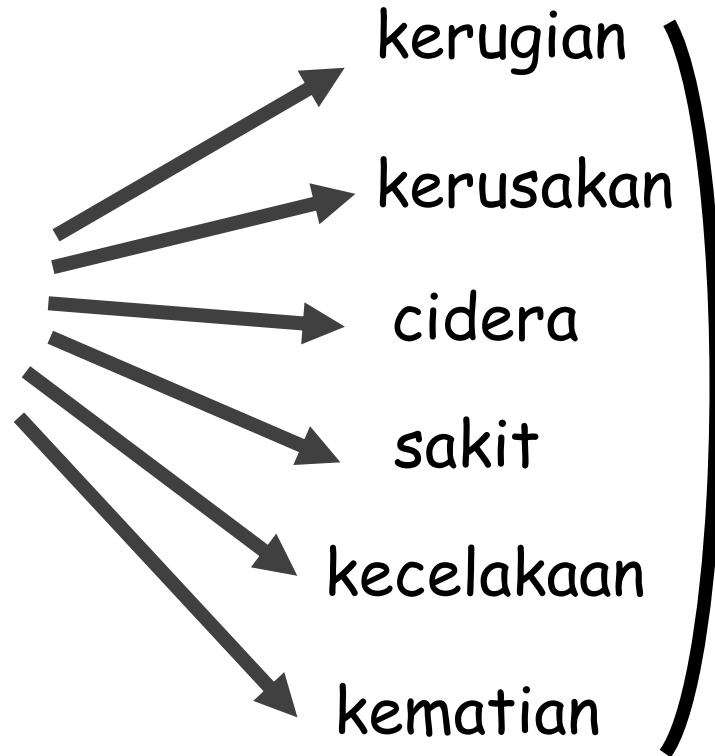 kerugian
kerusakan
cidera
sakit
kecelakaan
kematian